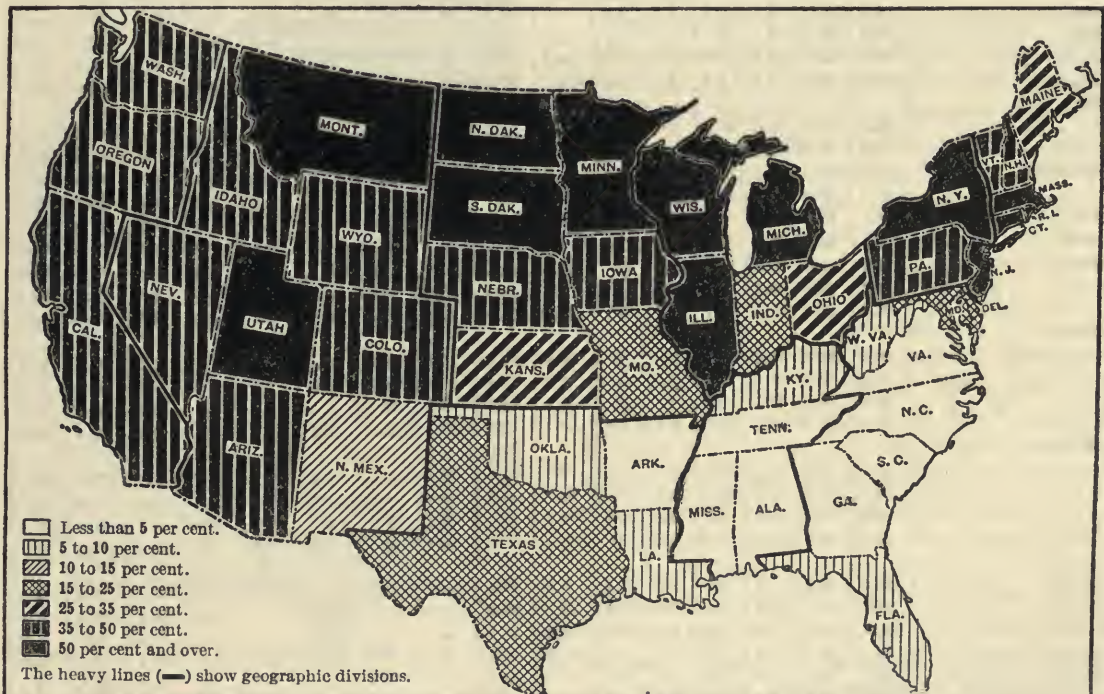 WASH.
MAINE.
MONT.
N. DAK.
MINN.
OREGON
VT.
N.H.
IDAHO
S. DAK.
WIS.
N. Y.
MASS.
WYO.
MICH.
R. I.
CT.
IOWA
PA.
NEV.
NEBR.
N. J.
CAL.
UTAH
ILL.
IND.
OHIO
MD.
DEL.
COLO.
W. VA.
KANS.
MO.
VA.
KY.
N. C.
ARIZ.
TENN.
N. MEX.
OKLA.
ARK.
S. C.
MISS.
ALA.
GA.
TEXAS
LA.
FLA.
Less than 5 per cent.
5 to 10 per cent.
10 to 15 per cent.
15 to 25 per cent.
25 to 35 per cent.
35 to 50 per cent.
50 per cent and over.
The heavy lines (▬) show geographic divisions.